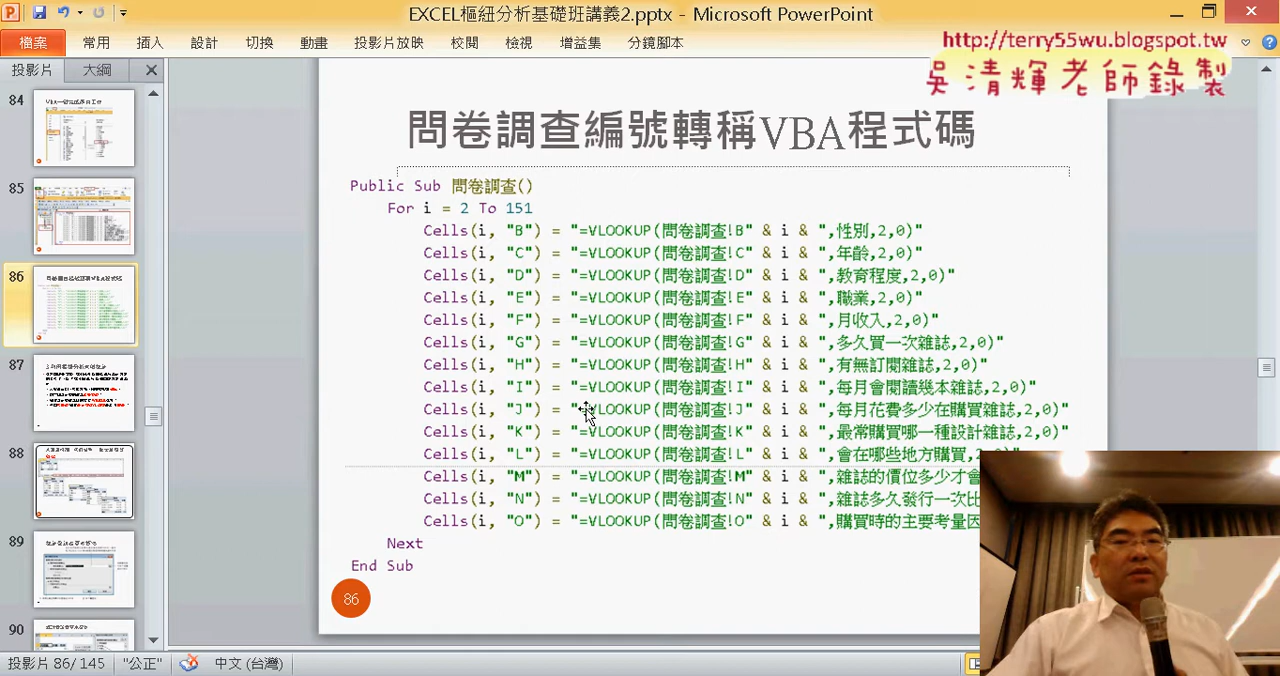 EXCEL樞紐分析基礎班講義2.pptx - Microsoft PowerPoint
檔案 常用 插入 設計 切換 動畫 投影片放映 校閱 檢視 增益集 分鏡腳本
http://terry55wu.blogspot.tw
吳清輝老師錄製
投影片 大綱
84
85
86
87
88
89
90
問卷調查編號轉稱VBA程式碼
Public Sub 問卷調查()
For i = 2 To 151
Cells(i, "B") = "=VLOOKUP(問卷調查!B" & i & ",性別,2,0)"
Cells(i, "C") = "=VLOOKUP(問卷調查!C" & i & ",年齡,2,0)"
Cells(i, "D") = "=VLOOKUP(問卷調查!D" & i & ",教育程度,2,0)"
Cells(i, "E") = "=VLOOKUP(問卷調查!E" & i & ",職業,2,0)"
Cells(i, "F") = "=VLOOKUP(問卷調查!F" & i & ",月收入,2,0)"
Cells(i, "G") = "=VLOOKUP(問卷調查!G" & i & ",多久買一次雜誌,2,0)"
Cells(i, "H") = "=VLOOKUP(問卷調查!H" & i & ",有無訂閱雜誌,2,0)"
Cells(i, "I") = "=VLOOKUP(問卷調查!I" & i & ",每月會閱讀幾本雜誌,2,0)"
Cells(i, "J") = "=VLOOKUP(問卷調查!J" & i & ",每月花費多少在購買雜誌,2,0)"
Cells(i, "K") = "=VLOOKUP(問卷調查!K" & i & ",最常購買哪一種設計雜誌,2,0)"
Cells(i, "L") = "=VLOOKUP(問卷調查!L" & i & ",會在哪些地方購買,2,0)"
Cells(i, "M") = "=VLOOKUP(問卷調查!M" & i & ",雜誌的價位多少才會
Cells(i, "N") = "=VLOOKUP(問卷調查!N" & i & ",雜誌多久發行一次比
Cells(i, "O") = "=VLOOKUP(問卷調查!O" & i & ",購買時的主要考量因
Next
End Sub
86
投影片 86/ 145 "公正" 中文 (台灣)